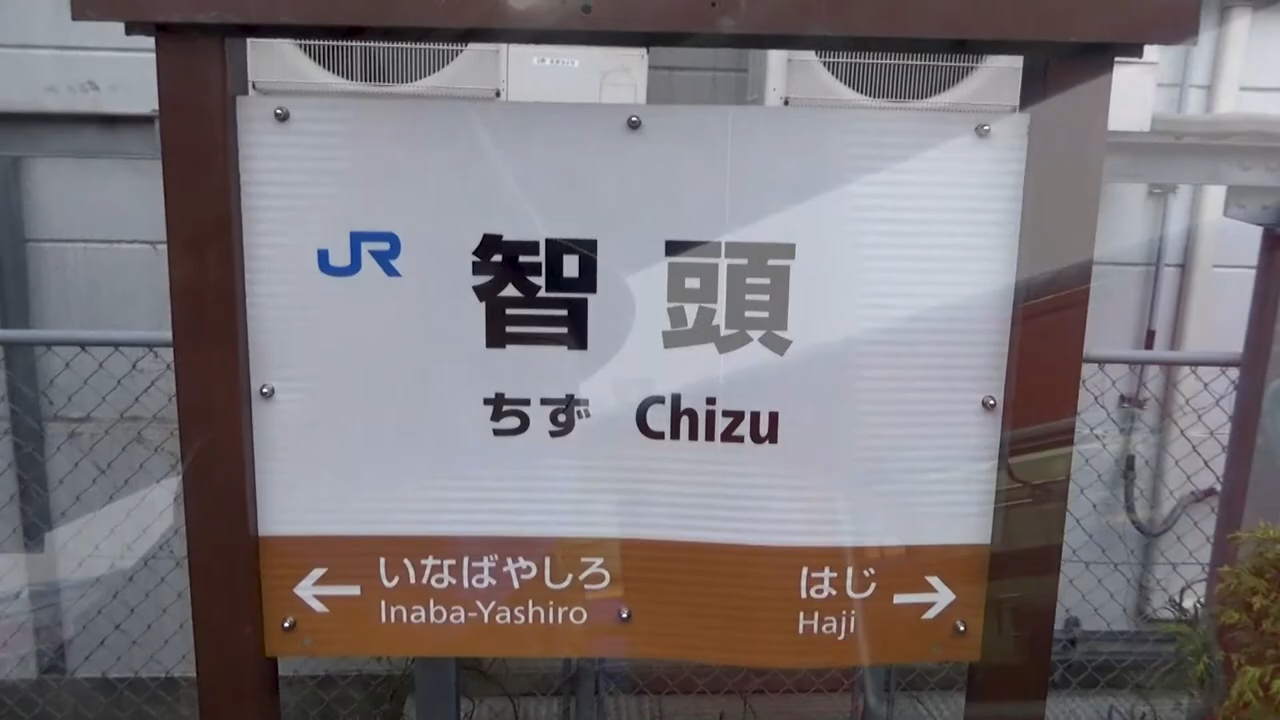 JR 智頭
ちず Chizu
← いなばやしろ はじ →
Inaba-Yashiro Haji